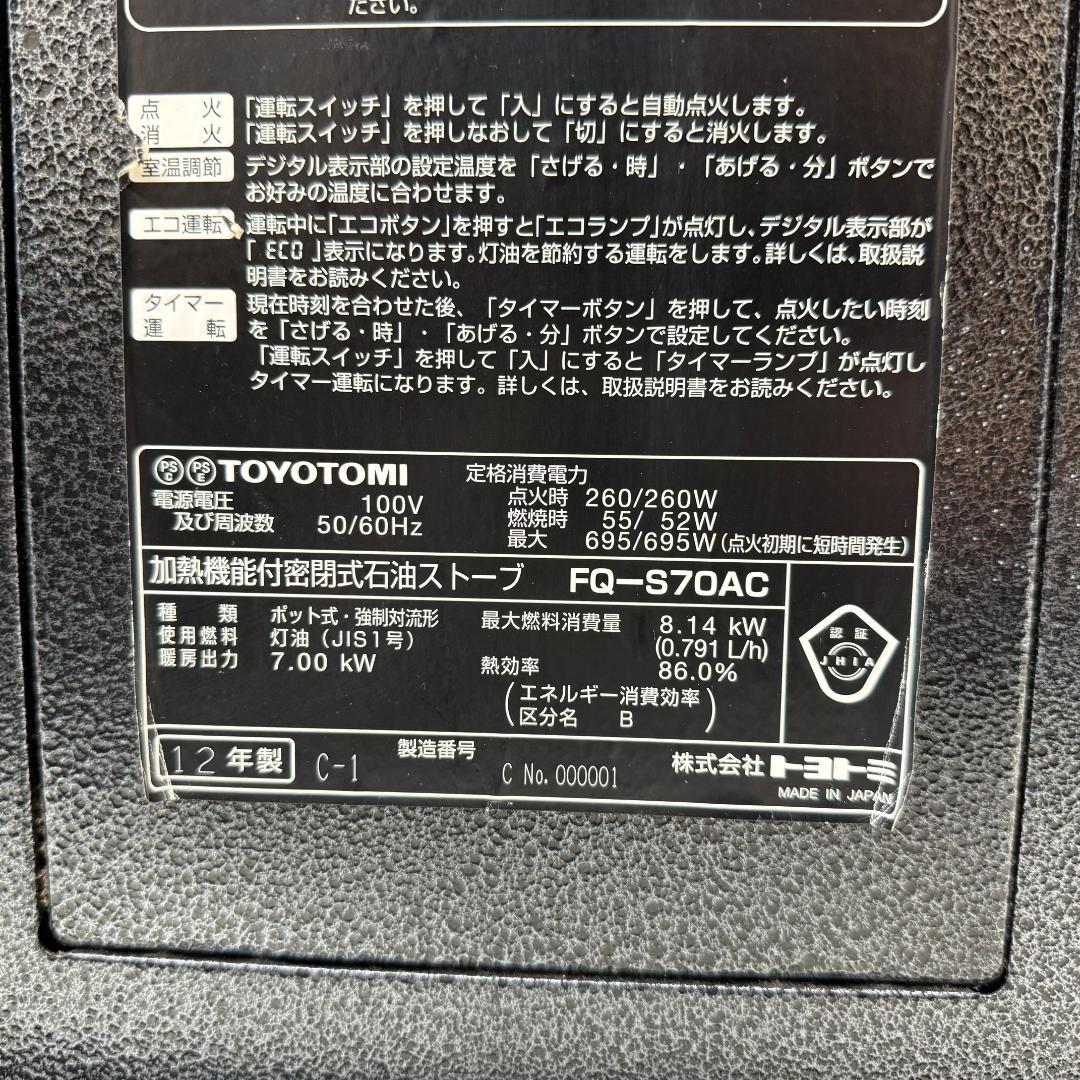 ださい。
点 火 「運転スイッチ」を押して「入」にすると自動点火します。
消 火 「運転スイッチ」を押しなおして「切」にすると消火します。
室温調節 デジタル表示部の設定温度を「さげる・時」・「あげる・分」ボタンで
お好みの温度に合わせます。
エコ運転 運転中に「エコボタン」を押すと「エコランプ」が点灯し、デジタル表示部が
「ECO」表示になります。灯油を節約する運転をします。詳しくは、取扱説
明書をお読みください。
タイマー 現在時刻を合わせた後、「タイマーボタン」を押して、点火したい時刻
運 転 を「さげる・時」・「あげる・分」ボタンで設定してください。
「運転スイッチ」を押して「入」にすると「タイマーランプ」が点灯し
タイマー運転になります。詳しくは、取扱説明書をお読みください。
PS C PS E TOYOTOMI
電源電圧 100V
及び周波数 50/60Hz
定格消費電力
点火時 260/260W
燃焼時 55/ 52W
最大 695/695W(点火初期に短時間発生)
加熱機能付密閉式石油ストーブ FQ-S70AC
種 類 ポット式・強制対流形
使用燃料 灯油(JIS1号)
暖房出力 7.00 kW
最大燃料消費量 8.14 kW
(0.791 L/h)
熱効率 86.0%
(エネルギー消費効率
区分名 B)
認証
JHIA
12年製 C-1
製造番号
C No. 000001
株式会社トヨトミ
MADE IN JAPAN